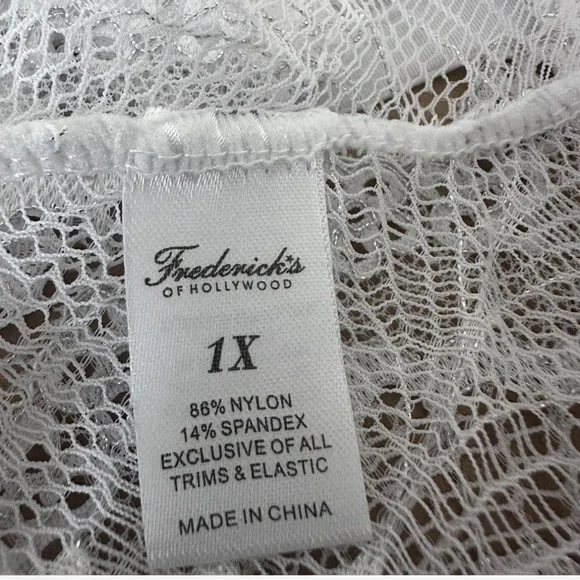 Frederick's
OF HOLLYWOOD
1X
86% NYLON
14% SPANDEX
EXCLUSIVE OF ALL
TRIMS & ELASTIC
MADE IN CHINA